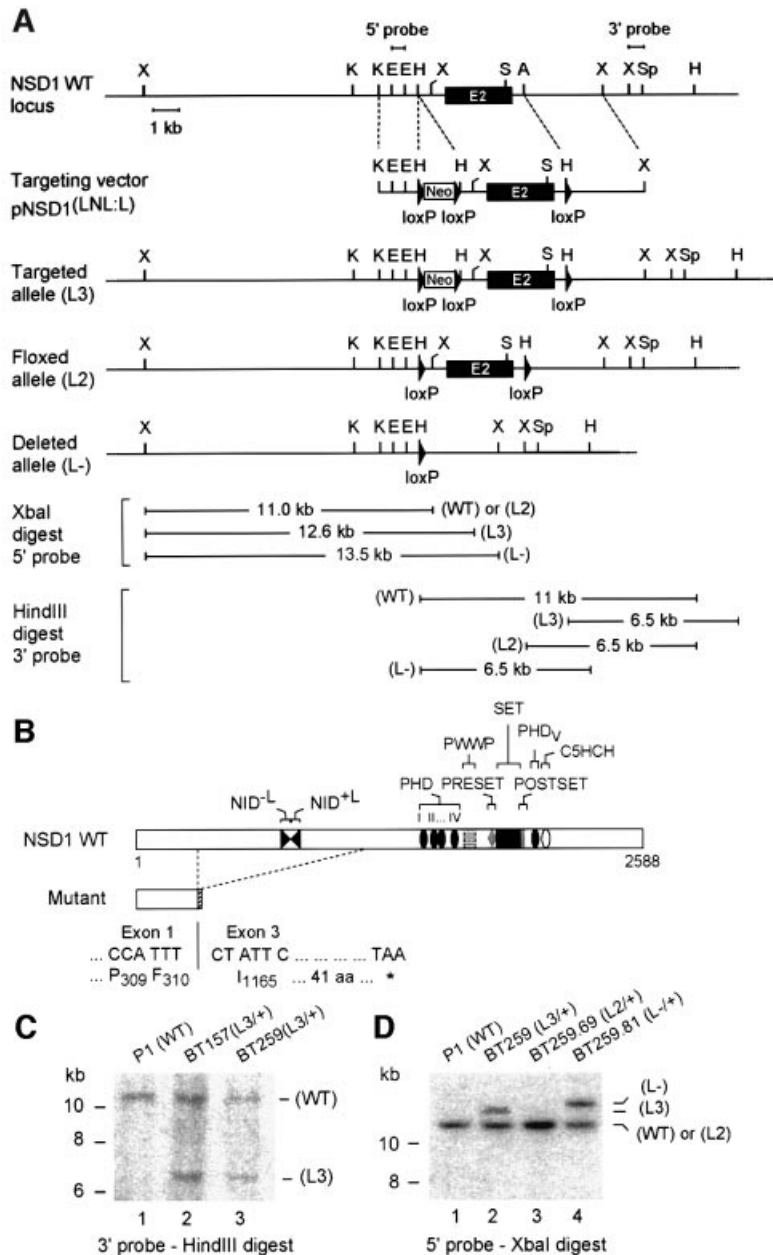 A
5' probe
3' probe
X K K E E H X S A X X Sp H
NSD1 WT
locus
E2
1 kb
K E E H H X S H X
Targeting vector
pNSD1(LNL:L)
Neo
E2
loxP loxP loxP
X K K E E H H X S H X X Sp H
Targeted
allele (L3)
Neo
E2
loxP loxP loxP
X K K E E H X S H X X Sp H
Floxed
allele (L2)
E2
loxP loxP
X K K E E H X X Sp H
Deleted
allele (L-)
loxP
XbaI
digest
5' probe
11.0 kb (WT) or (L2)
12.6 kb (L3)
13.5 kb (L-)
HindIII
digest
3' probe
(WT) 11 kb
(L3) 6.5 kb
(L2) 6.5 kb
(L-) 6.5 kb
B
SET
PWWP
PHDV
C5HCH
PHD PRESET POSTSET
NID-L NID+L
I II... IV
NSD1 WT
1 2588
Mutant
Exon 1 Exon 3
... CCA TTT CT ATT C ... ... ... ... TAA
... P309 F310 I1165 ... 41 aa ... *
C
P1 (WT)
BT157(L3/+)
BT259(L3/+)
kb
10
8
6
(WT)
(L3)
1 2 3
3' probe - HindIII digest
D
P1 (WT)
BT259 (L3/+)
BT259.69 (L2/+)
BT259.81 (L-/+)
kb
10
8
(L-)
(L3)
(WT) or (L2)
1 2 3 4
5' probe - XbaI digest